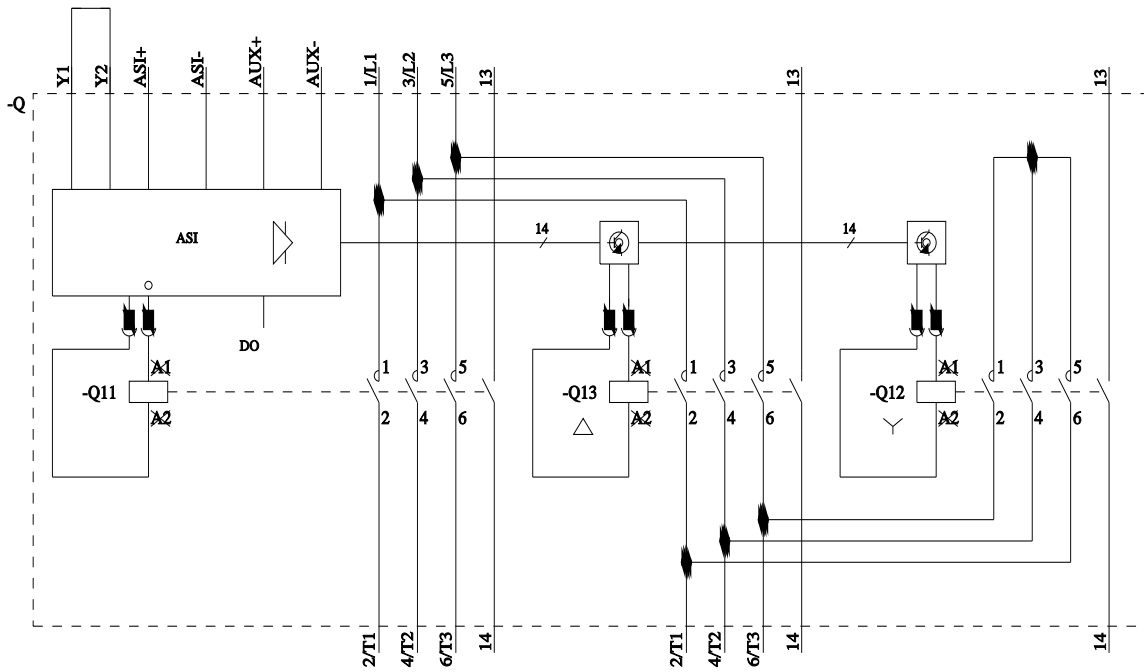 Y1 Y2 ASI+ ASI- AUX+ AUX- 1/L1 3/L2 5/L3 13 13 13
-Q
ASI 14 14
DO
A1 1 3 5 A1 1 3 5 A1 1 3 5
-Q11 -Q13 -Q12
A2 2 4 6 A2 2 4 6 A2 2 4 6
2/T1 4/T2 6/T3 14 2/T1 4/T2 6/T3 14 14